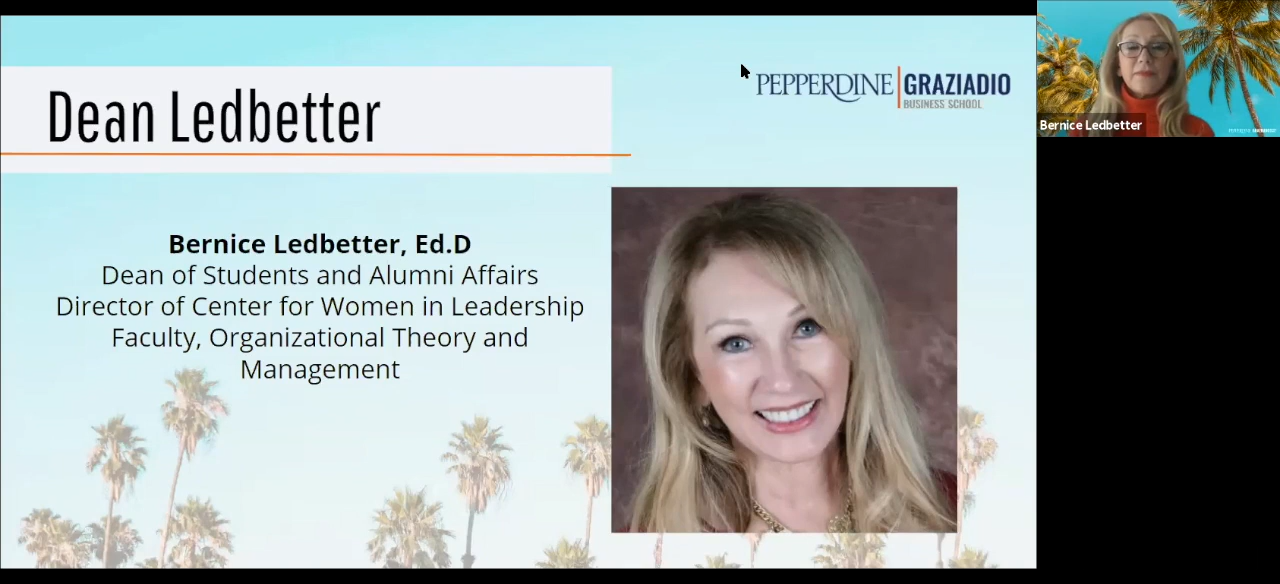 Dean Ledbetter
PEPPERDINE GRAZIADIO
BUSINESS SCHOOL
Bernice Ledbetter, Ed.D
Dean of Students and Alumni Affairs
Director of Center for Women in Leadership
Faculty, Organizational Theory and
Management
Bernice Ledbetter